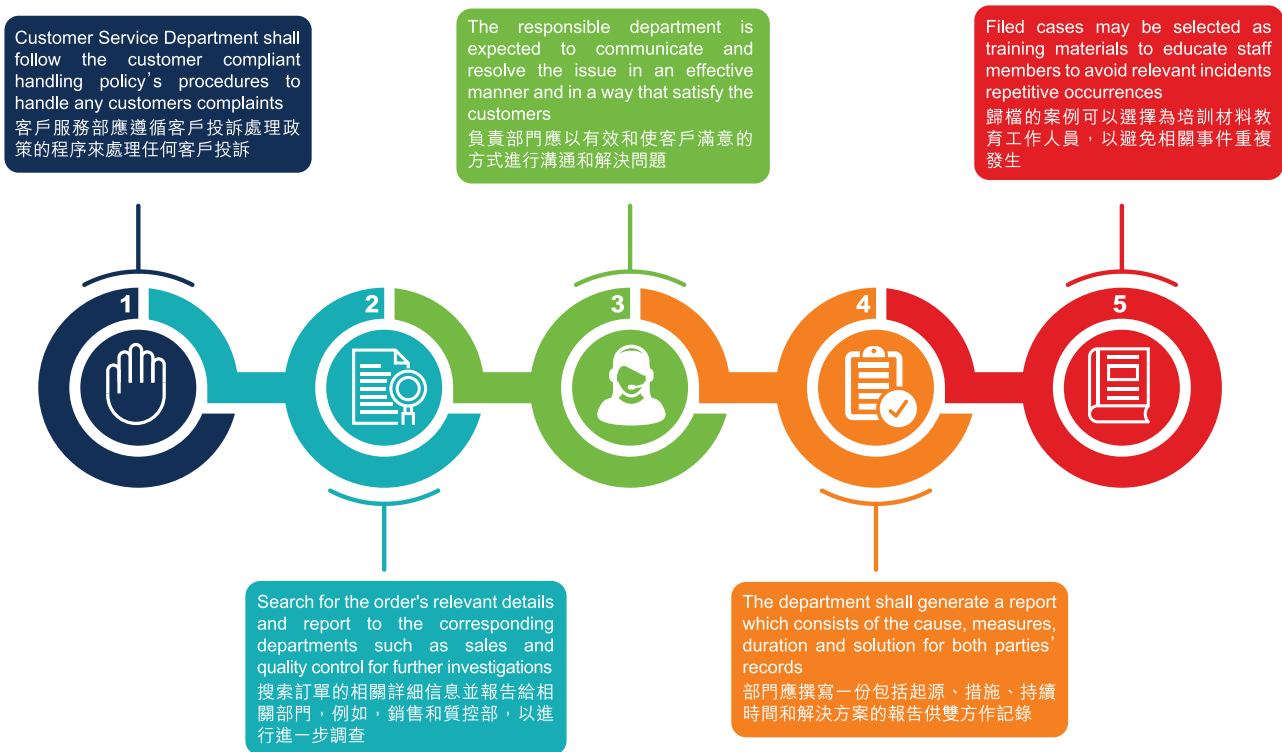 Customer Service Department shall
follow the customer compliant
handling policy's procedures to
handle any customers complaints
客戶服務部應遵循客戶投訴處理政
策的程序來處理任何客戶投訴
The responsible department is
expected to communicate and
resolve the issue in an effective
manner and in a way that satisfy the
customers
負責部門應以有效和使客戶滿意的
方式進行溝通和解決問題
Filed cases may be selected as
training materials to educate staff
members to avoid relevant incidents
repetitive occurrences
歸檔的案例可以選擇為培訓材料教
育工作人員，以避免相關事件重複
發生
1
2
3
4
5
Search for the order's relevant details
and report to the corresponding
departments such as sales and
quality control for further investigations
搜索訂單的相關詳細信息並報告給相
關部門，例如，銷售和質控部，以進
行進一步調查
The department shall generate a report
which consists of the cause, measures,
duration and solution for both parties'
records
部門應撰寫一份包括起源、措施、持續
時間和解決方案的報告供雙方作記錄